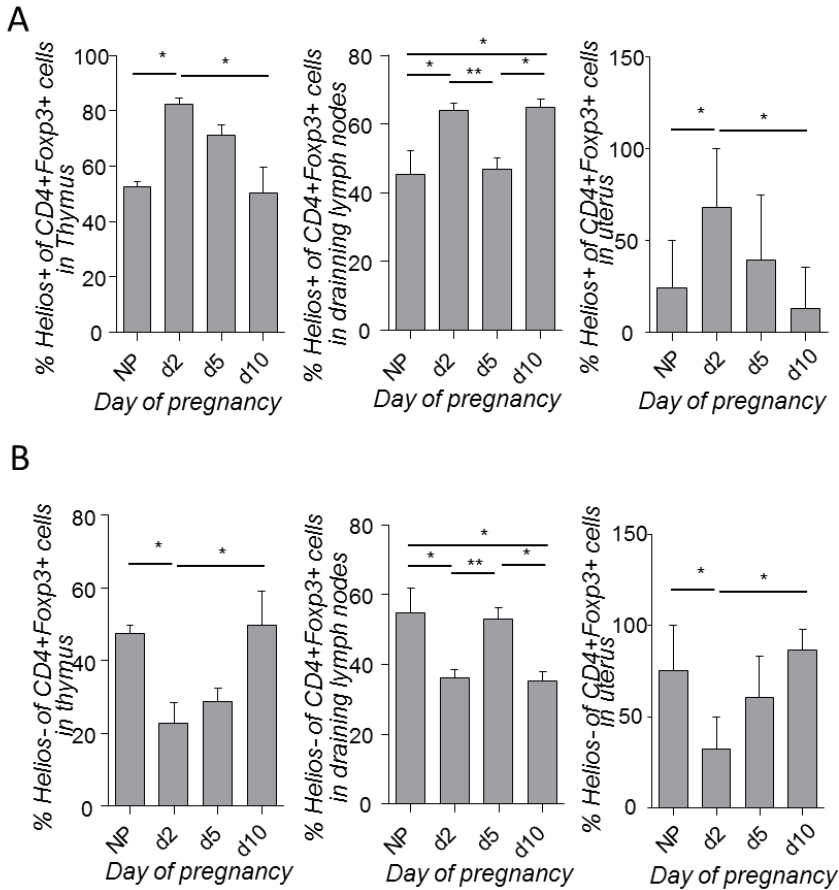 A
% Helios+ of CD4+Foxp3+ cells
in Thymus
100
80
60
40
20
0
*
*
NP
d2
d5
d10
Day of pregnancy
% Helios+ of CD4+Foxp3+ cells
in drainning lymph nodes
80
60
40
20
0
*
*
**
*
NP
d2
d5
d10
Day of pregnancy
% Helios+ of CD4+Foxp3+ cells
in uterus
150
100
50
0
*
*
NP
d2
d5
d10
Day of pregnancy
B
% Helios- of CD4+Foxp3+ cells
in thymus
80
60
40
20
0
*
*
NP
d2
d5
d10
Day of pregnancy
% Helios- of CD4+Foxp3+ cells
in draining lymph nodes
80
60
40
20
0
*
*
**
*
NP
d2
d5
d10
Day of pregnancy
% Helios- of CD4+Foxp3+ cells
in uterus
150
100
50
0
*
*
NP
d2
d5
d10
Day of pregnancy